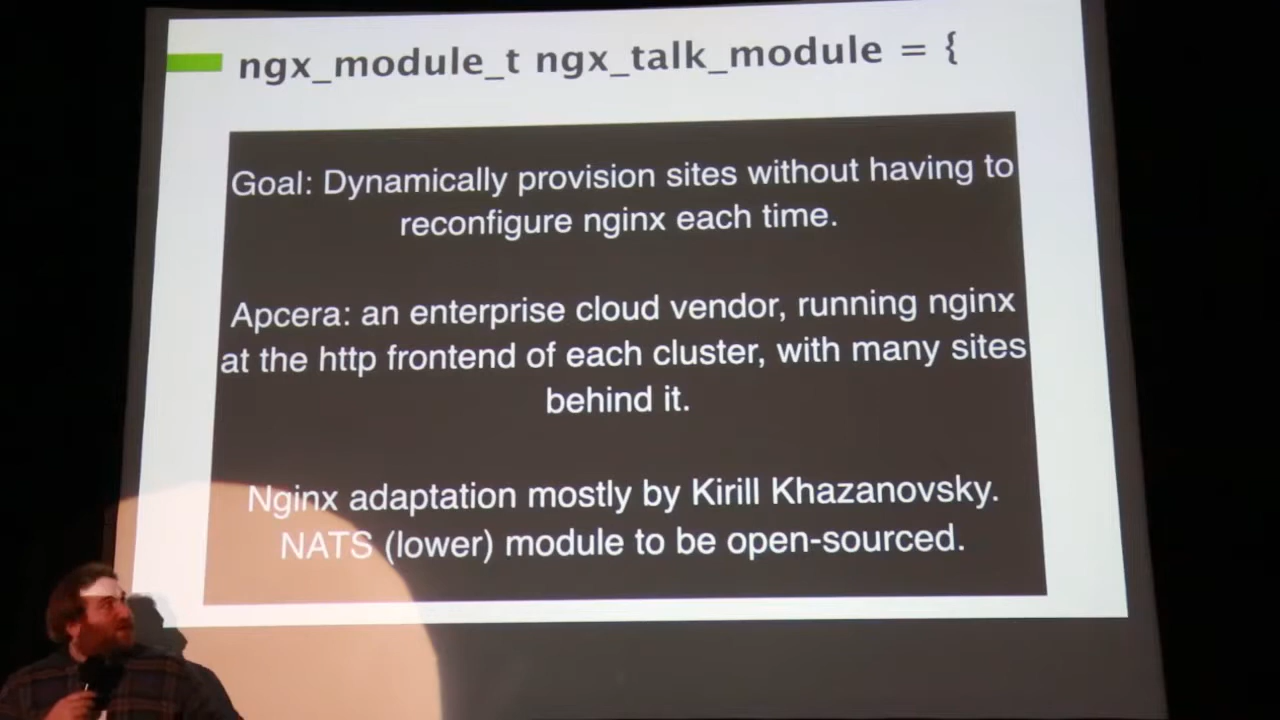 ngx_module_t ngx_talk_module = {
Goal: Dynamically provision sites without having to
reconfigure nginx each time.
Apcera: an enterprise cloud vendor, running nginx
at the http frontend of each cluster, with many sites
behind it.
Nginx adaptation mostly by Kirill Khazanovsky.
NATS (lower) module to be open-sourced.